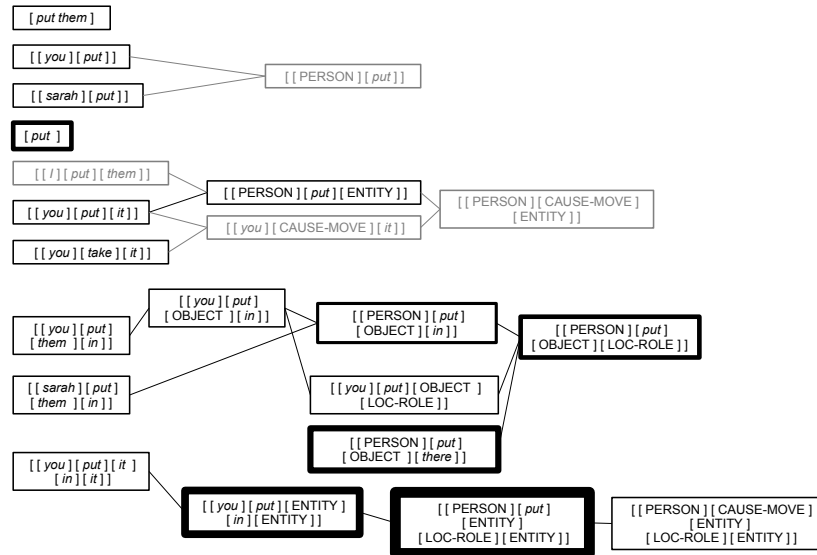 [ put them ]
[ [ you ] [ put ] ]
[ [ PERSON ] [ put ] ]
[ [ sarah ] [ put ] ]
[ put ]
[ [ I ] [ put ] [ them ] ]
[ [ PERSON ] [ put ] [ ENTITY ] ]
[ [ PERSON ] [ CAUSE-MOVE ]
[ ENTITY ] ]
[ [ you ] [ put ] [ it ] ]
[ [ you ] [ CAUSE-MOVE ] [ it ] ]
[ [ you ] [ take ] [ it ] ]
[ [ you ] [ put ]
[ OBJECT ] [ in ] ]
[ [ you ] [ put ]
[ them ] [ in ] ]
[ [ PERSON ] [ put ]
[ OBJECT ] [ in ] ]
[ [ PERSON ] [ put ]
[ OBJECT ] [ LOC-ROLE ] ]
[ [ sarah ] [ put ]
[ them ] [ in ] ]
[ [ you ] [ put ] [ OBJECT ]
[ LOC-ROLE ] ]
[ [ PERSON ] [ put ]
[ OBJECT ] [ there ] ]
[ [ you ] [ put ] [ it ]
[ in ] [ it ] ]
[ [ you ] [ put ] [ ENTITY ]
[ in ] [ ENTITY ] ]
[ [ PERSON ] [ put ]
[ ENTITY ]
[ LOC-ROLE ] [ ENTITY ] ]
[ [ PERSON ] [ CAUSE-MOVE ]
[ ENTITY ]
[ LOC-ROLE ] [ ENTITY ] ]